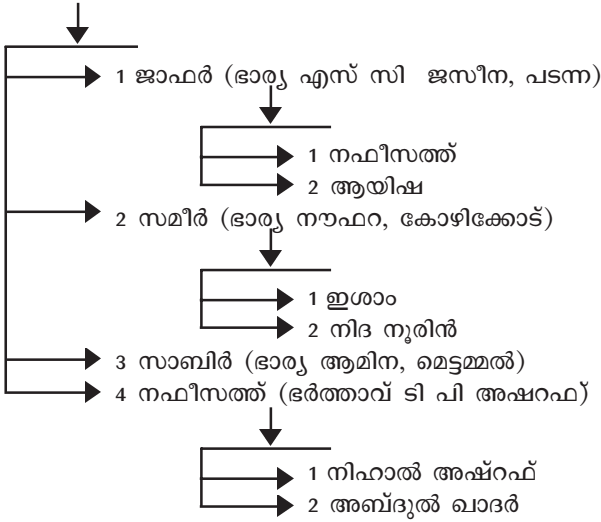 1 ജാഫർ (ഭാര്യ എസ് സി ജസീന, പടന്ന)
1 നഫീസത്ത്
2 ആയിഷ
2 സമീർ (ഭാര്യ നൗഫറ, കോഴിക്കോട്)
1 ഇശാം
2 നിദ നൂരിൻ
3 സാബിർ (ഭാര്യ ആമിന, മെട്ടമ്മൽ)
4 നഫീസത്ത് (ഭർത്താവ് ടി പി അഷറഫ്)
1 നിഹാൽ അഷ്റഫ്
2 അബ്ദുൽ ഖാദർ